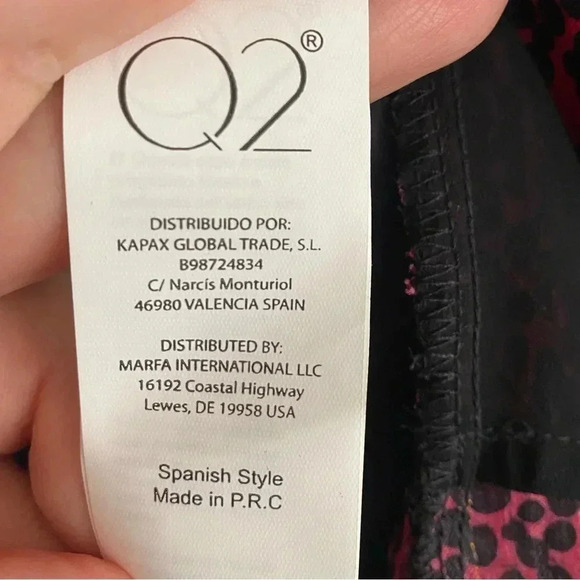 Q2®
DISTRIBUIDO POR:
KAPAX GLOBAL TRADE, S.L.
B98724834
C/ Narcís Monturiol
46980 VALENCIA SPAIN
DISTRIBUTED BY:
MARFA INTERNATIONAL LLC
16192 Coastal Highway
Lewes, DE 19958 USA
Spanish Style
Made in P.R.C